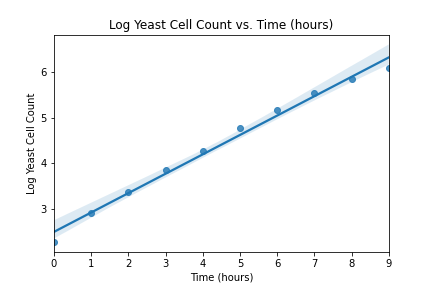 Log Yeast Cell Count vs. Time (hours)
Log Yeast Cell Count
6
5
4
3
0 1 2 3 4 5 6 7 8 9
Time (hours)